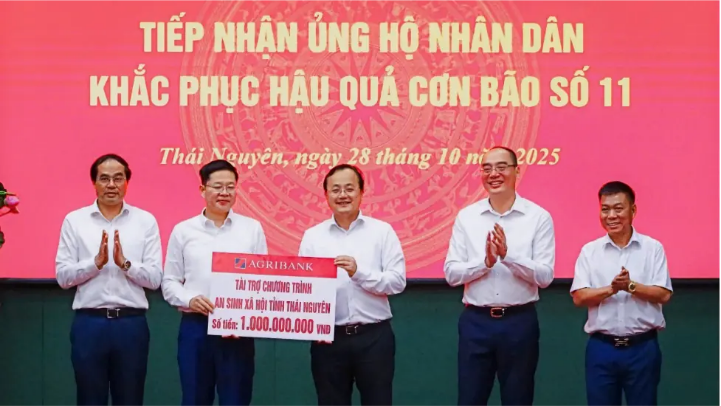 TIẾP NHẬN ỦNG HỘ NHÂN DÂN
KHẮC PHỤC HẬU QUẢ CƠN BÃO SỐ 11
Thái Nguyên, ngày 28 tháng 10 năm 2025
AGRIBANK
TÀI TRỢ CHƯƠNG TRÌNH
AN SINH XÃ HỘI TỈNH THÁI NGUYÊN
Số tiền: 1.000.000.000 VNĐ